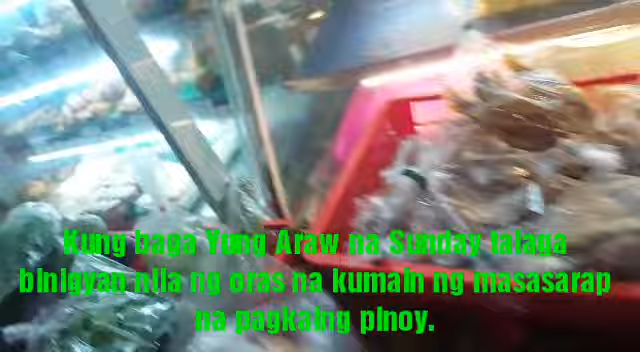 Kung baga Yung Araw na Sunday talaga
binigyan nila ng oras na kumain ng masasarap
na pagkaing pinoy.